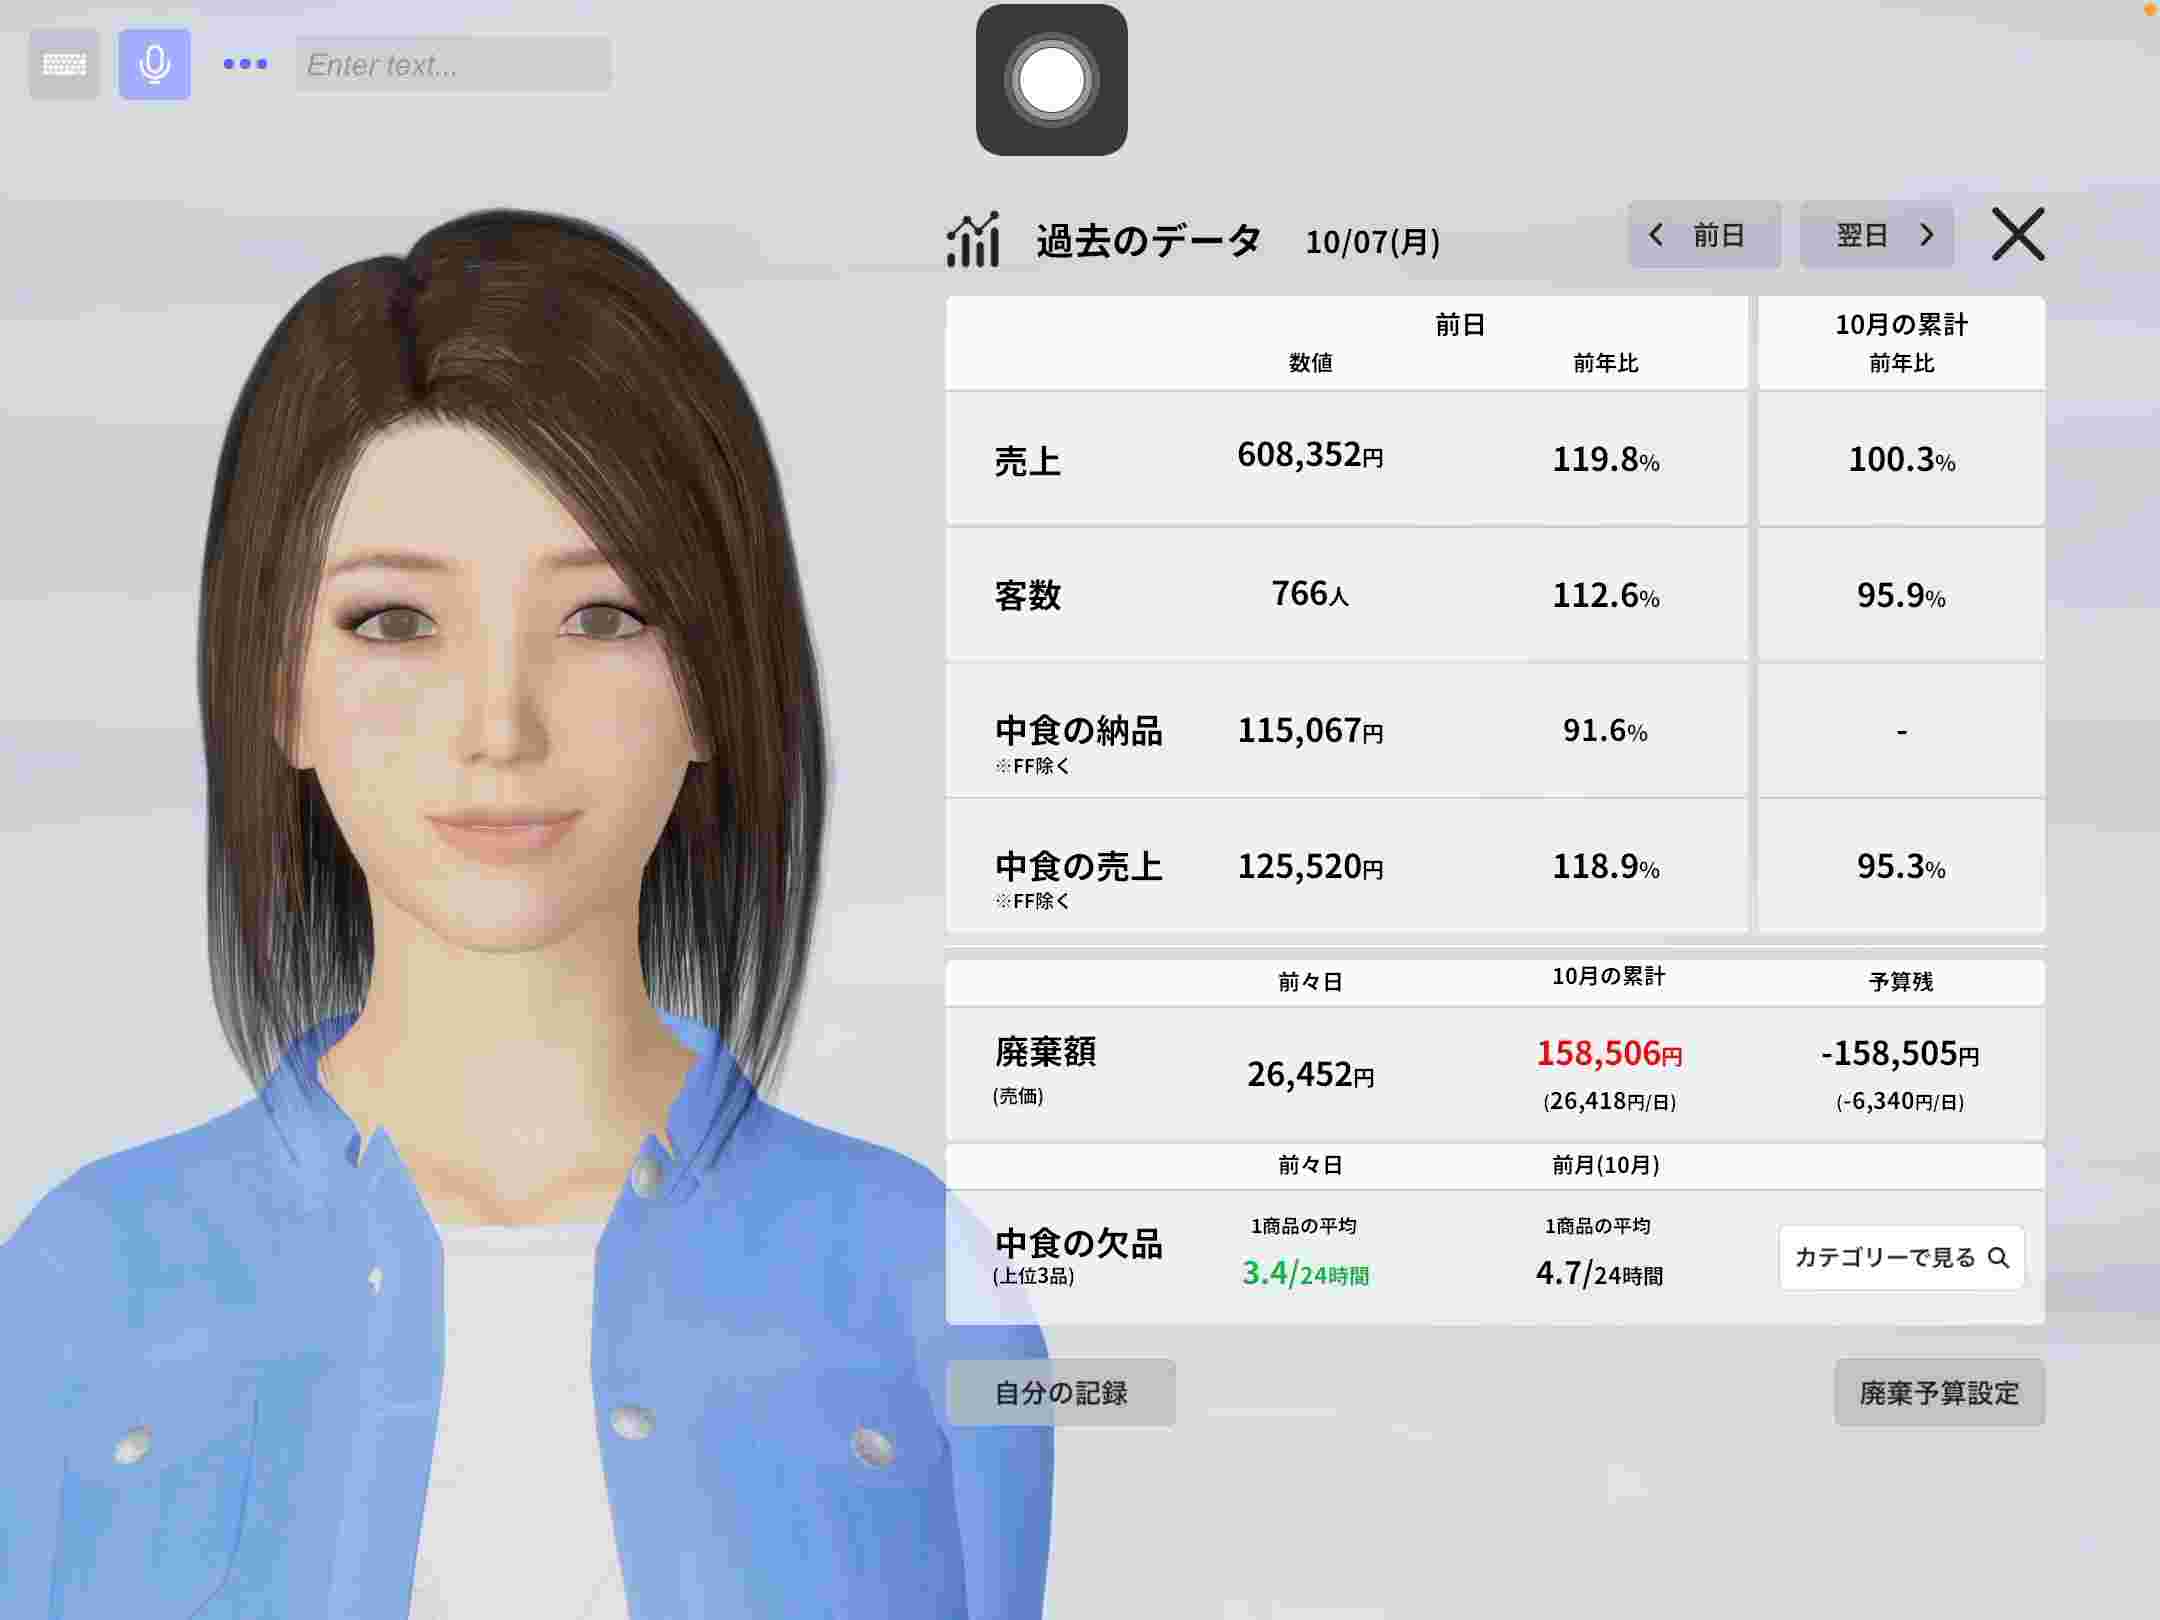 Enter text...
過去のデータ 10/07(月) 前日 翌日
前日 10月の累計
数値 前年比 前年比
売上 608,352円 119.8% 100.3%
客数 766人 112.6% 95.9%
中食の納品 115,067円 91.6% -
※FF除く
中食の売上 125,520円 118.9% 95.3%
※FF除く
前々日 10月の累計 予算残
廃棄額 26,452円 158,506円 -158,505円
(売価) (26,418円/日) (-6,340円/日)
前々日 前月(10月)
中食の欠品 1商品の平均 1商品の平均 カテゴリーで見る
(上位3品) 3.4/24時間 4.7/24時間
自分の記録 廃棄予算設定